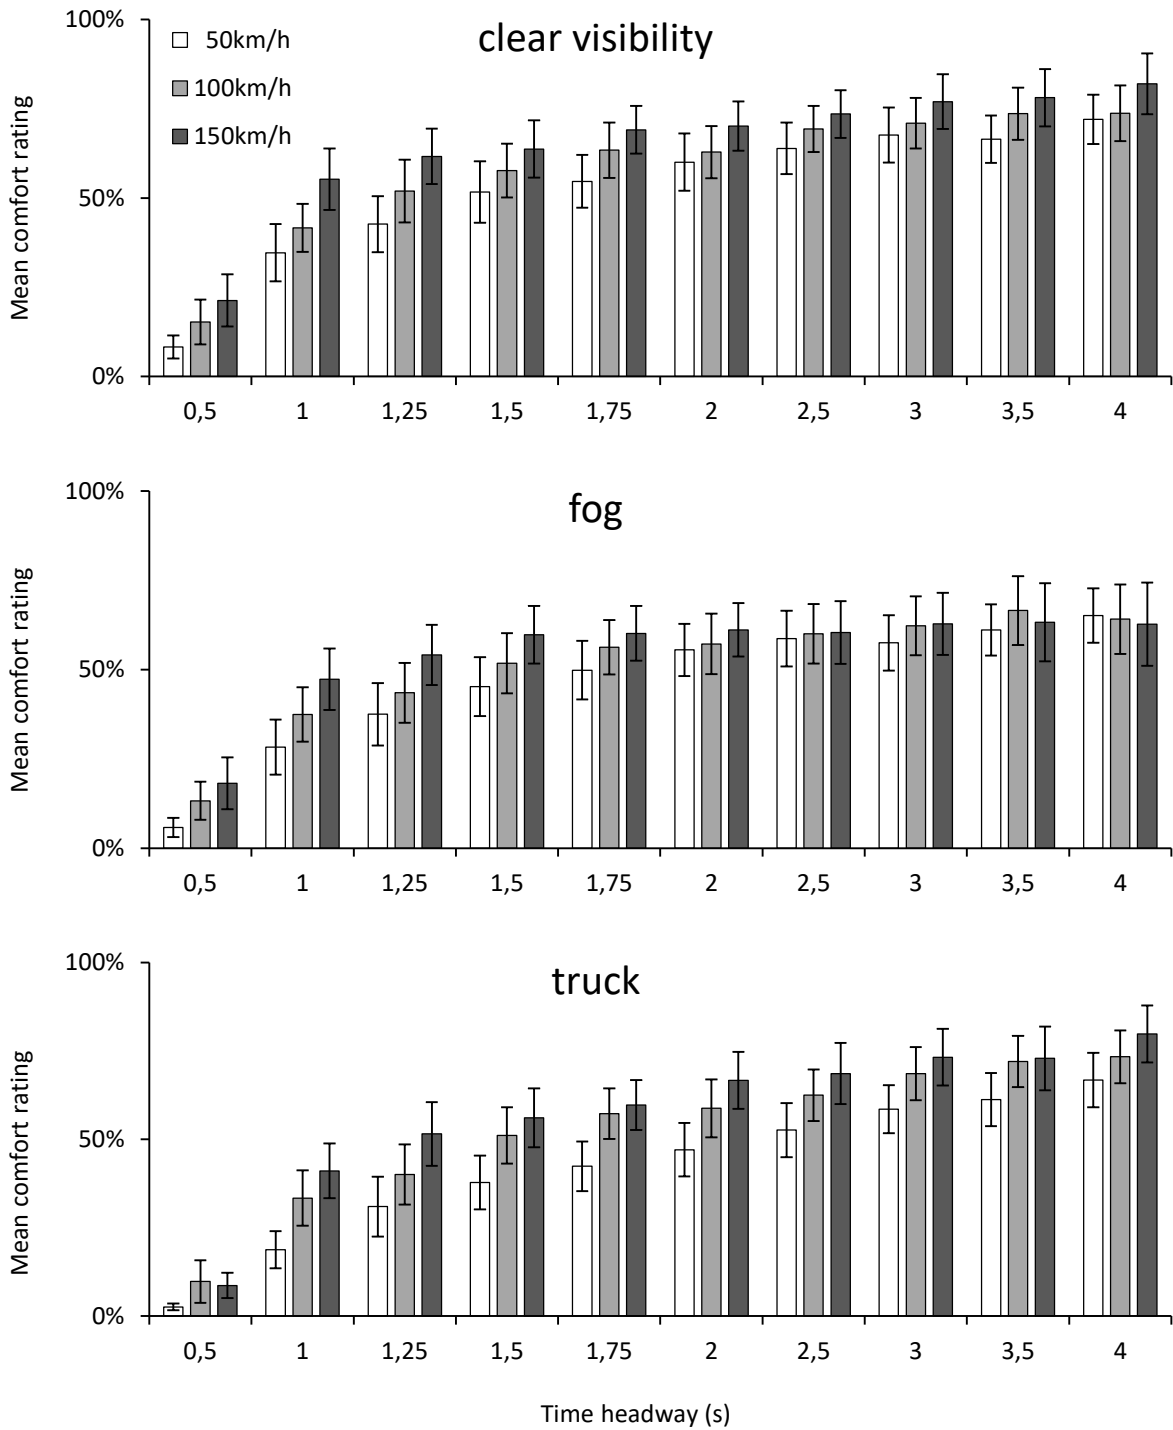 clear visibility
50km/h
100km/h
150km/h
Mean comfort rating
100%
50%
0%
0,5 1 1,25 1,5 1,75 2 2,5 3 3,5 4
fog
Mean comfort rating
100%
50%
0%
0,5 1 1,25 1,5 1,75 2 2,5 3 3,5 4
truck
Mean comfort rating
100%
50%
0%
0,5 1 1,25 1,5 1,75 2 2,5 3 3,5 4
Time headway (s)